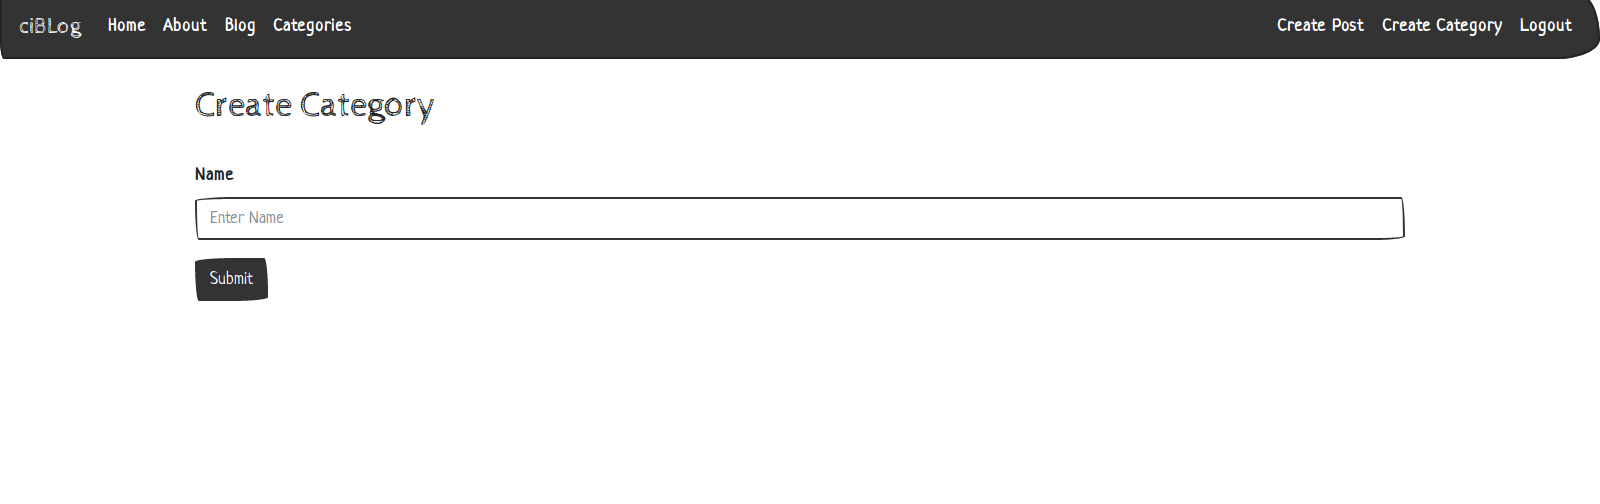 ciBLog Home About Blog Categories Create Post Create Category Logout
Create Category
Name
Enter Name
Submit